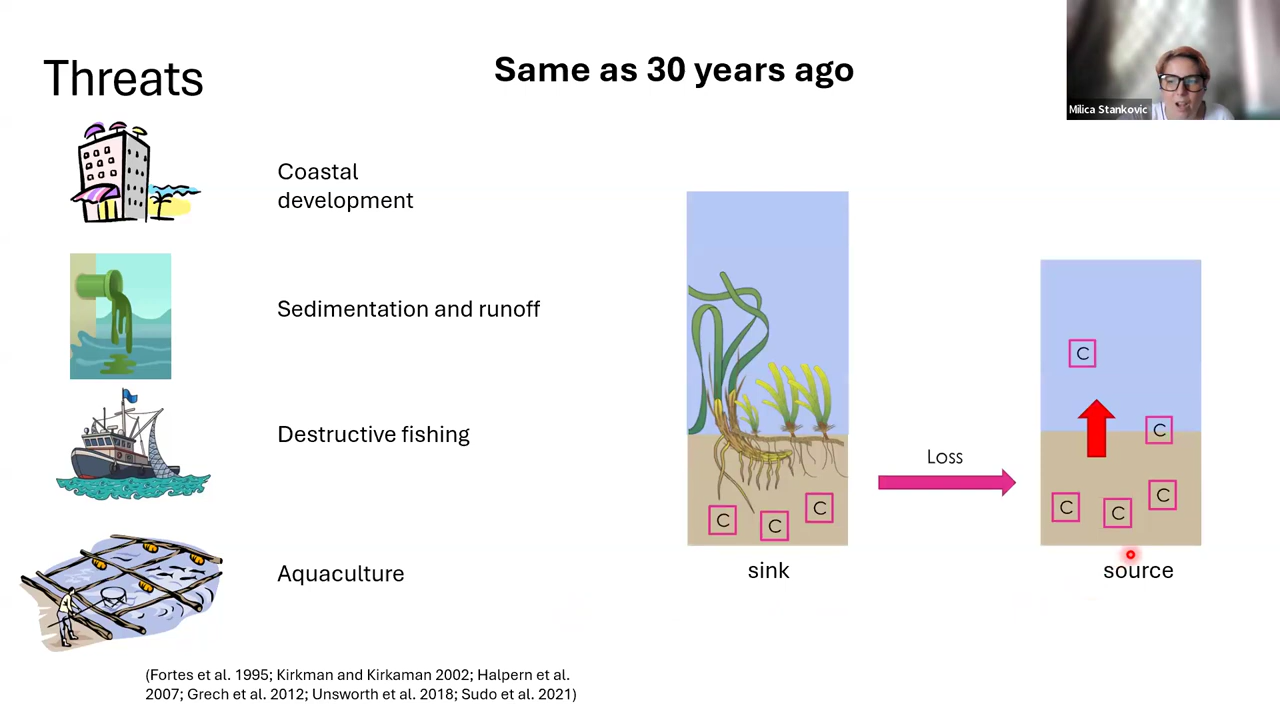 Threats
Same as 30 years ago
Milica Stankovic
Coastal
development
Sedimentation and runoff
Destructive fishing
Aquaculture
C
C
C
sink
Loss
C
C
C
C
C
source
(Fortes et al. 1995; Kirkman and Kirkaman 2002; Halpern et al.
2007; Grech et al. 2012; Unsworth et al. 2018; Sudo et al. 2021)